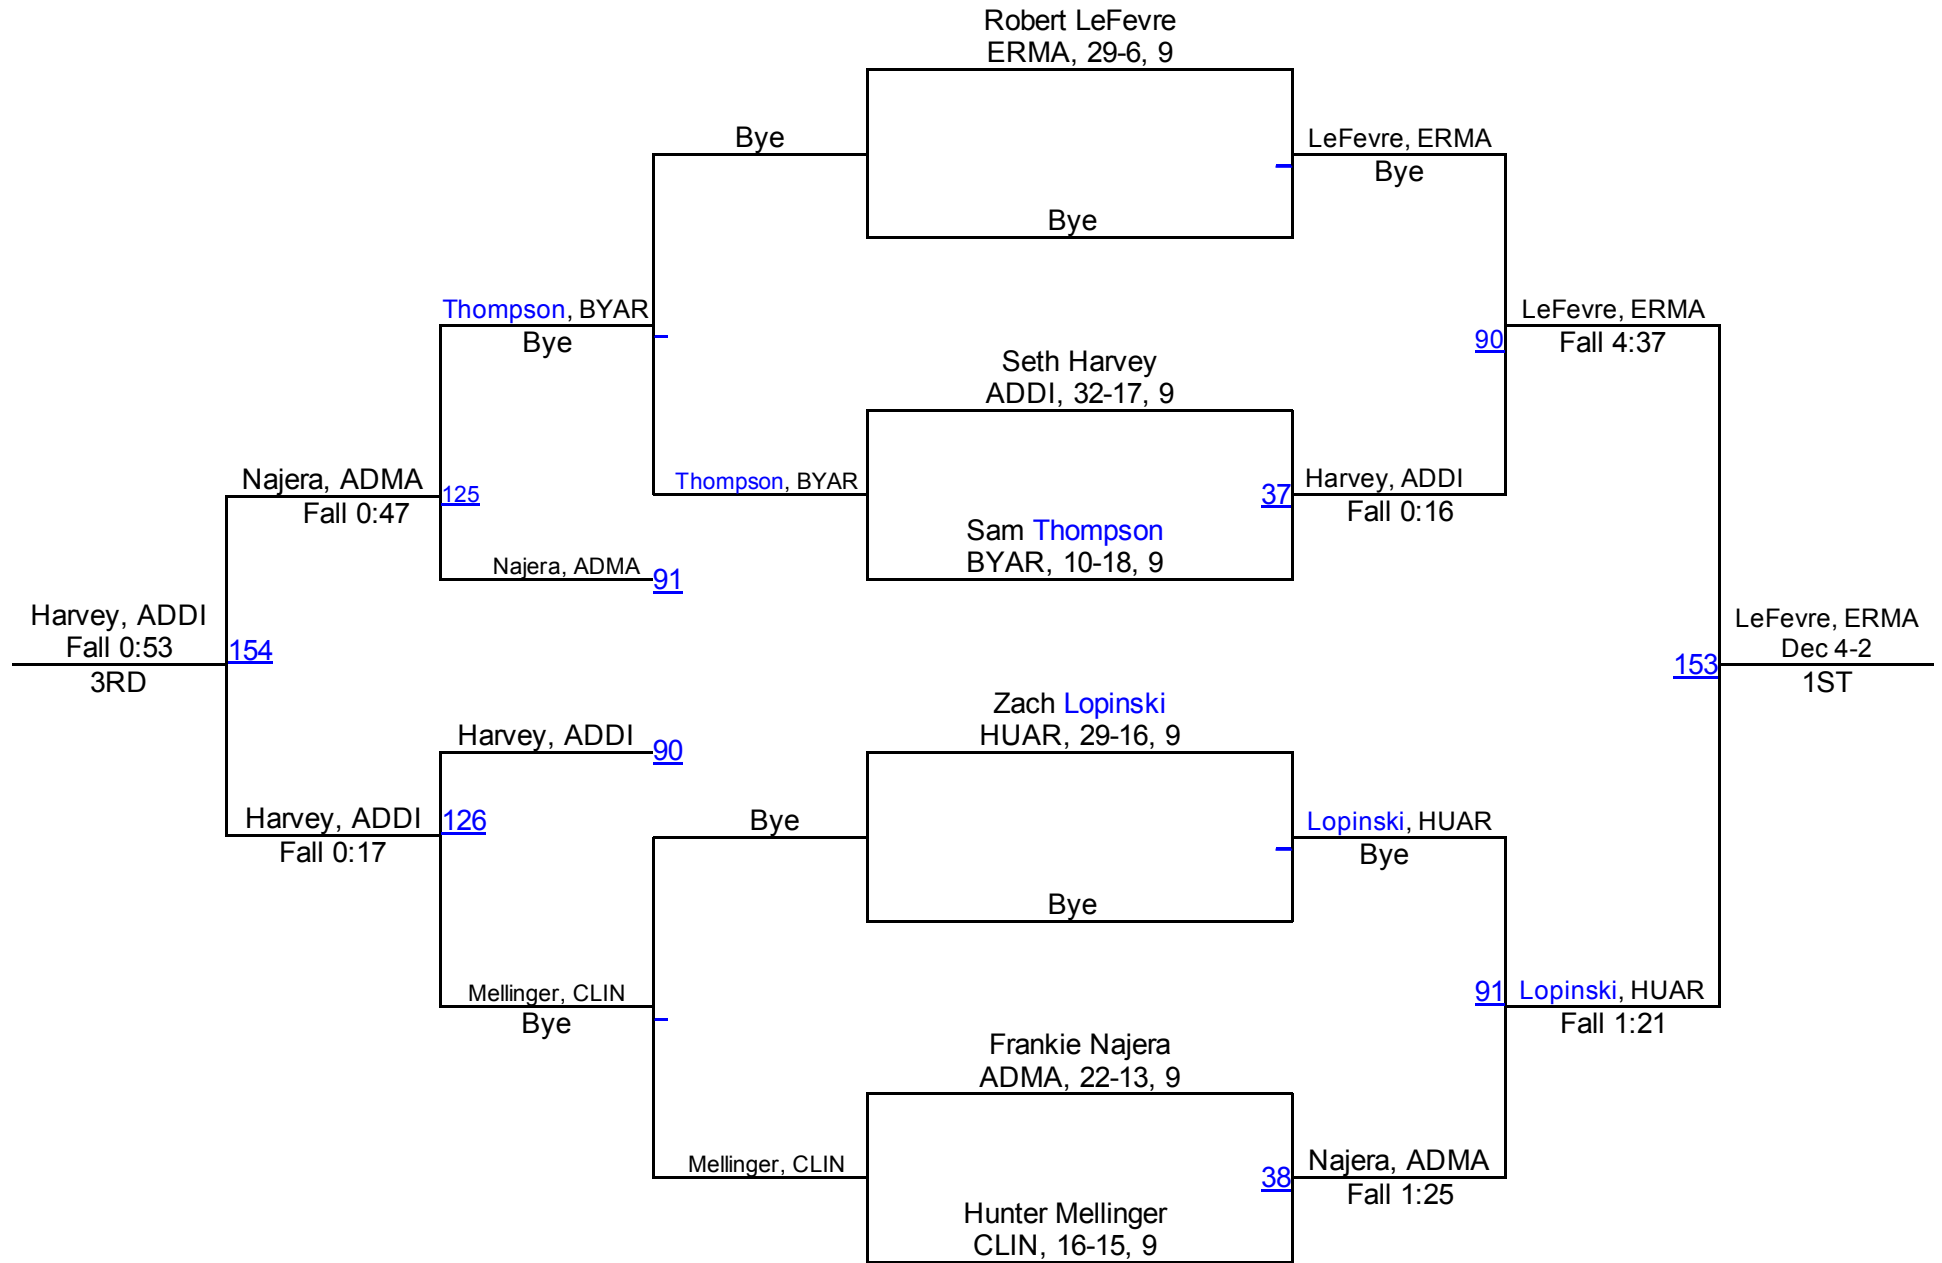 Robert LeFevre
ERMA, 29-6, 9
Bye
LeFevre, ERMA
Bye
Bye
Thompson, BYAR
Bye
LeFevre, ERMA
90
Fall 4:37
Seth Harvey
ADDI, 32-17, 9
Najera, ADMA
125
Fall 0:47
Thompson, BYAR
37
Harvey, ADDI
Fall 0:16
Sam Thompson
BYAR, 10-18, 9
Najera, ADMA
91
Harvey, ADDI
Fall 0:53
154
3RD
LeFevre, ERMA
Dec 4-2
153
1ST
Zach Lopinski
HUAR, 29-16, 9
Harvey, ADDI
90
Harvey, ADDI
126
Fall 0:17
Bye
Lopinski, HUAR
Bye
Bye
Mellinger, CLIN
Bye
91
Lopinski, HUAR
Fall 1:21
Frankie Najera
ADMA, 22-13, 9
Mellinger, CLIN
38
Najera, ADMA
Fall 1:25
Hunter Mellinger
CLIN, 16-15, 9